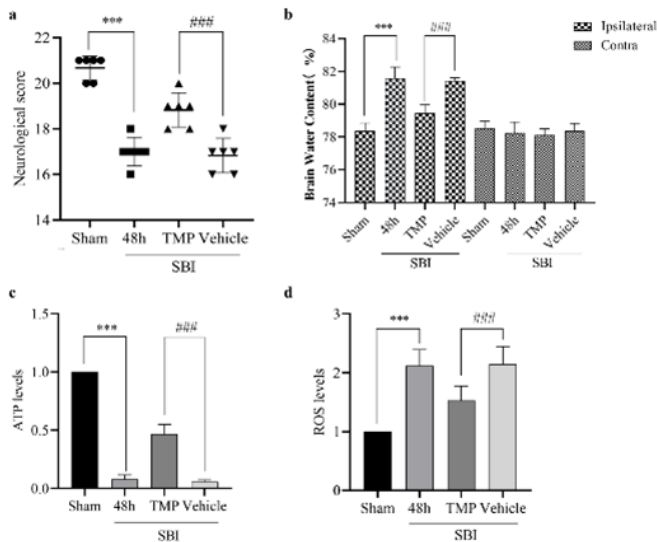 a
***
###
22
20
18
16
14
Neurological score
Sham 48h TMP Vehicle
SBI
b
***
###
Ipsilateral
Contra
84
82
80
78
76
74
Brain Water Content( %)
Sham 48h TMP Vehicle Sham 48h TMP Vehicle
SBI SBI
c
***
###
1.5
1.0
0.5
0.0
ATP levels
Sham 48h TMP Vehicle
SBI
d
***
###
3
2
1
0
ROS levels
Sham 48h TMP Vehicle
SBI